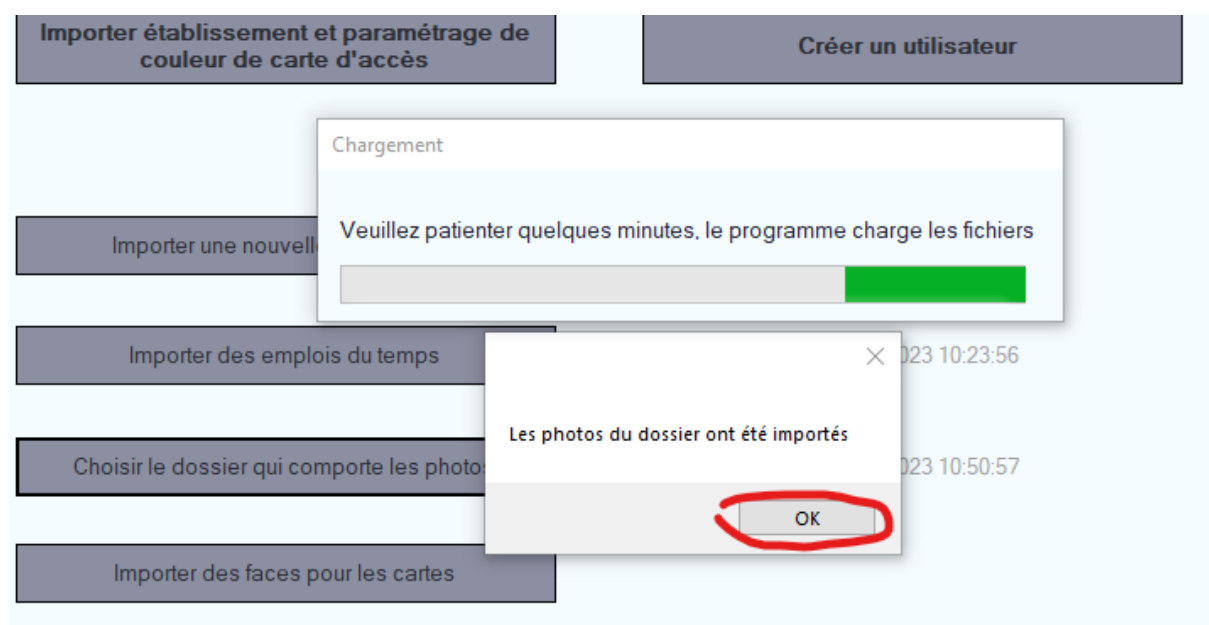 Importer établissement et paramétrage de
couleur de carte d'accès
Créer un utilisateur
Chargement
Veuillez patienter quelques minutes, le programme charge les fichiers
Importer une nouvell
Importer des emplois du temps
023 10:23:56
Les photos du dossier ont été importés
Choisir le dossier qui comporte les photos
023 10:50:57
OK
Importer des faces pour les cartes